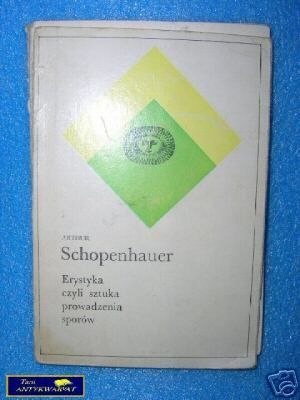 ARTHUR
Schopenhauer
Erystyka
czyli sztuka
prowadzenia
sporów
Tani
ANTYKWARIAT